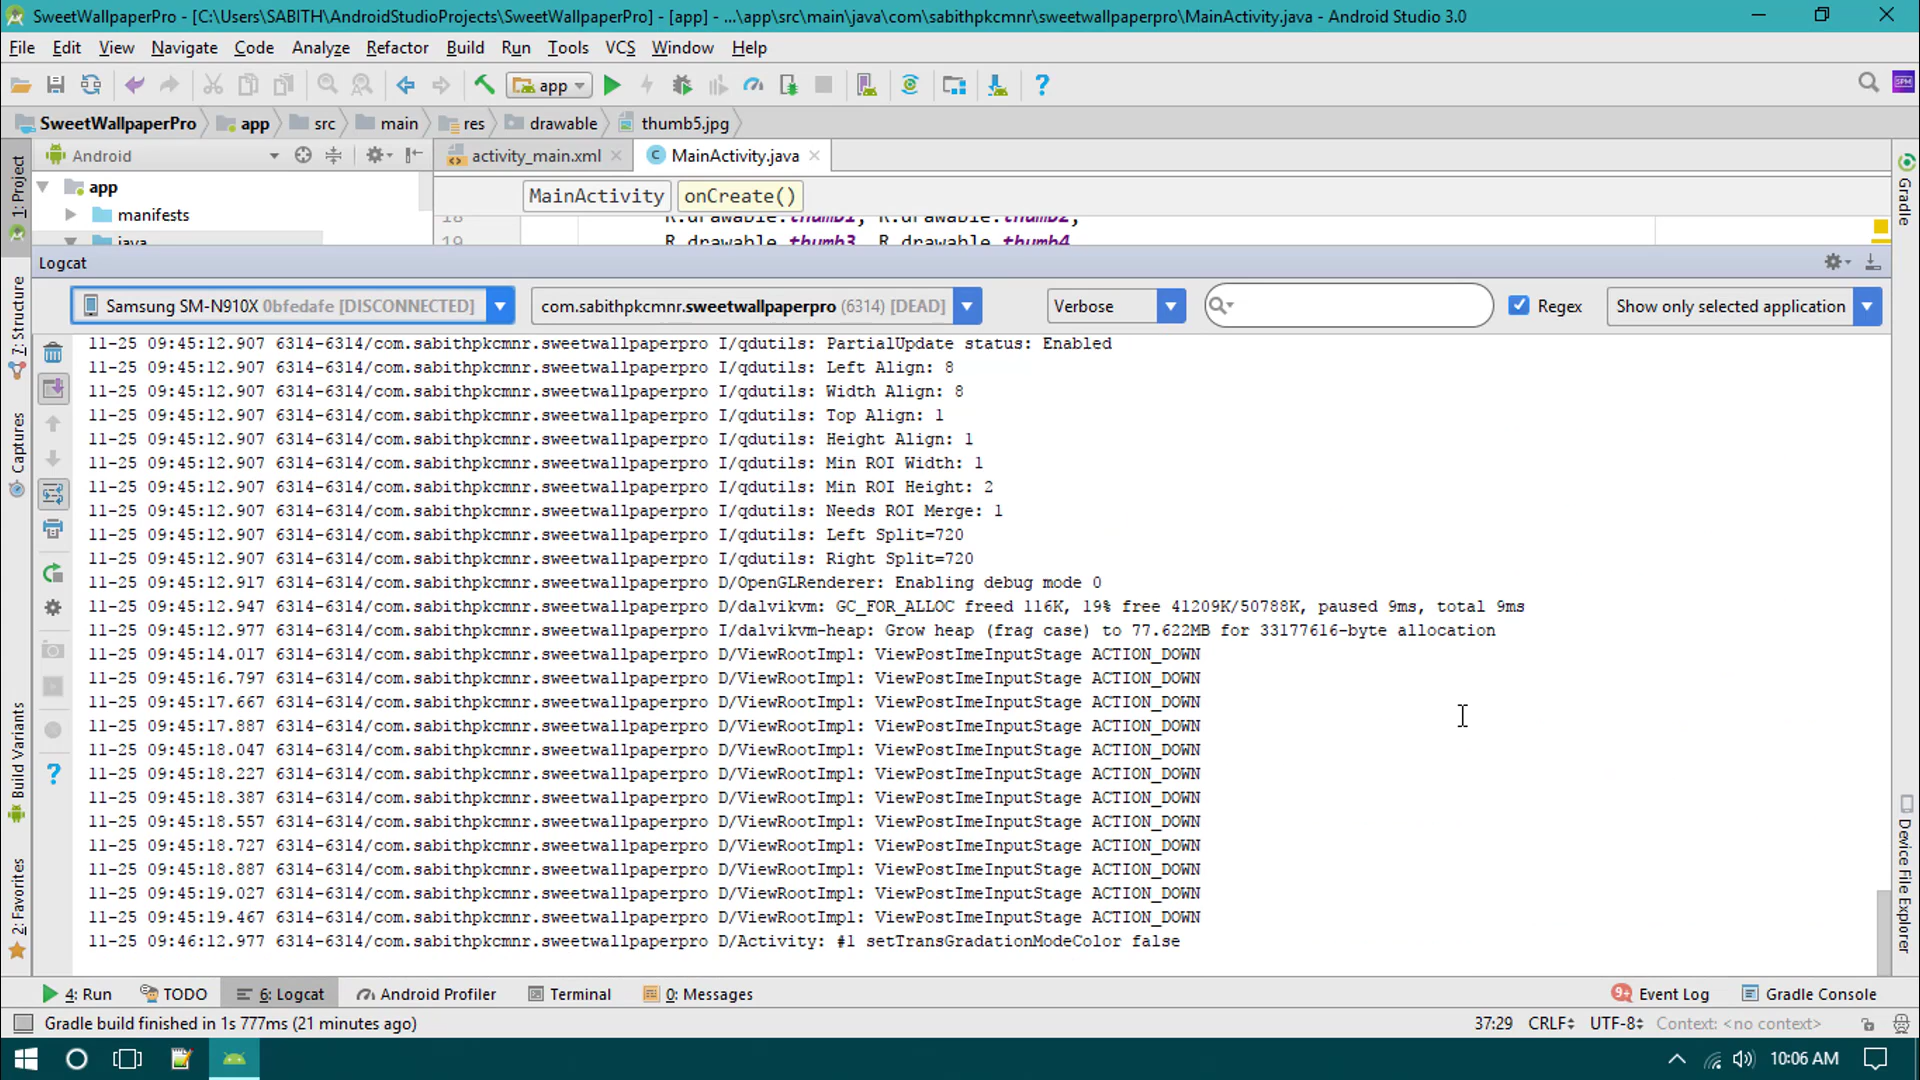 SweetWallpaperPro - [C:\Users\SABITH\AndroidStudioProjects\SweetWallpaperPro] - [app] - ...\app\src\main\java\com\sabithpkcmnr\sweetwallpaperpro\MainActivity.java - Android Studio 3.0
File Edit View Navigate Code Analyze Refactor Build Run Tools VCS Window Help
app
SPM
SweetWallpaperPro app src main res drawable thumb5.jpg
1: Project
Android
activity_main.xml
MainActivity.java
Gradle
app
manifests
java
MainActivity onCreate()
18 R.drawable.thumb1, R.drawable.thumb2,
19 R.drawable.thumb3, R.drawable.thumb4
Logcat
Samsung SM-N910X 0bfedafe [DISCONNECTED]
com.sabithpkcmnr.sweetwallpaperpro (6314) [DEAD]
Verbose
Regex
Show only selected application
7: Structure
Captures
Build Variants
2: Favorites
Device File Explorer
11-25 09:45:12.907 6314-6314/com.sabithpkcmnr.sweetwallpaperpro I/qdutils: PartialUpdate status: Enabled
11-25 09:45:12.907 6314-6314/com.sabithpkcmnr.sweetwallpaperpro I/qdutils: Left Align: 8
11-25 09:45:12.907 6314-6314/com.sabithpkcmnr.sweetwallpaperpro I/qdutils: Width Align: 8
11-25 09:45:12.907 6314-6314/com.sabithpkcmnr.sweetwallpaperpro I/qdutils: Top Align: 1
11-25 09:45:12.907 6314-6314/com.sabithpkcmnr.sweetwallpaperpro I/qdutils: Height Align: 1
11-25 09:45:12.907 6314-6314/com.sabithpkcmnr.sweetwallpaperpro I/qdutils: Min ROI Width: 1
11-25 09:45:12.907 6314-6314/com.sabithpkcmnr.sweetwallpaperpro I/qdutils: Min ROI Height: 2
11-25 09:45:12.907 6314-6314/com.sabithpkcmnr.sweetwallpaperpro I/qdutils: Needs ROI Merge: 1
11-25 09:45:12.907 6314-6314/com.sabithpkcmnr.sweetwallpaperpro I/qdutils: Left Split=720
11-25 09:45:12.907 6314-6314/com.sabithpkcmnr.sweetwallpaperpro I/qdutils: Right Split=720
11-25 09:45:12.917 6314-6314/com.sabithpkcmnr.sweetwallpaperpro D/OpenGLRenderer: Enabling debug mode 0
11-25 09:45:12.947 6314-6314/com.sabithpkcmnr.sweetwallpaperpro D/dalvikvm: GC_FOR_ALLOC freed 116K, 19% free 41209K/50788K, paused 9ms, total 9ms
11-25 09:45:12.977 6314-6314/com.sabithpkcmnr.sweetwallpaperpro I/dalvikvm-heap: Grow heap (frag case) to 77.622MB for 33177616-byte allocation
11-25 09:45:14.017 6314-6314/com.sabithpkcmnr.sweetwallpaperpro D/ViewRootImpl: ViewPostImeInputStage ACTION_DOWN
11-25 09:45:16.797 6314-6314/com.sabithpkcmnr.sweetwallpaperpro D/ViewRootImpl: ViewPostImeInputStage ACTION_DOWN
11-25 09:45:17.667 6314-6314/com.sabithpkcmnr.sweetwallpaperpro D/ViewRootImpl: ViewPostImeInputStage ACTION_DOWN
11-25 09:45:17.887 6314-6314/com.sabithpkcmnr.sweetwallpaperpro D/ViewRootImpl: ViewPostImeInputStage ACTION_DOWN
11-25 09:45:18.047 6314-6314/com.sabithpkcmnr.sweetwallpaperpro D/ViewRootImpl: ViewPostImeInputStage ACTION_DOWN
11-25 09:45:18.227 6314-6314/com.sabithpkcmnr.sweetwallpaperpro D/ViewRootImpl: ViewPostImeInputStage ACTION_DOWN
11-25 09:45:18.387 6314-6314/com.sabithpkcmnr.sweetwallpaperpro D/ViewRootImpl: ViewPostImeInputStage ACTION_DOWN
11-25 09:45:18.557 6314-6314/com.sabithpkcmnr.sweetwallpaperpro D/ViewRootImpl: ViewPostImeInputStage ACTION_DOWN
11-25 09:45:18.727 6314-6314/com.sabithpkcmnr.sweetwallpaperpro D/ViewRootImpl: ViewPostImeInputStage ACTION_DOWN
11-25 09:45:18.887 6314-6314/com.sabithpkcmnr.sweetwallpaperpro D/ViewRootImpl: ViewPostImeInputStage ACTION_DOWN
11-25 09:45:19.027 6314-6314/com.sabithpkcmnr.sweetwallpaperpro D/ViewRootImpl: ViewPostImeInputStage ACTION_DOWN
11-25 09:45:19.467 6314-6314/com.sabithpkcmnr.sweetwallpaperpro D/ViewRootImpl: ViewPostImeInputStage ACTION_DOWN
11-25 09:46:12.977 6314-6314/com.sabithpkcmnr.sweetwallpaperpro D/Activity: #1 setTransGradationModeColor false
4: Run TODO 6: Logcat Android Profiler Terminal 0: Messages 9+ Event Log Gradle Console
Gradle build finished in 1s 777ms (21 minutes ago) 37:29 CRLF UTF-8 Context: <no context>
10:06 AM